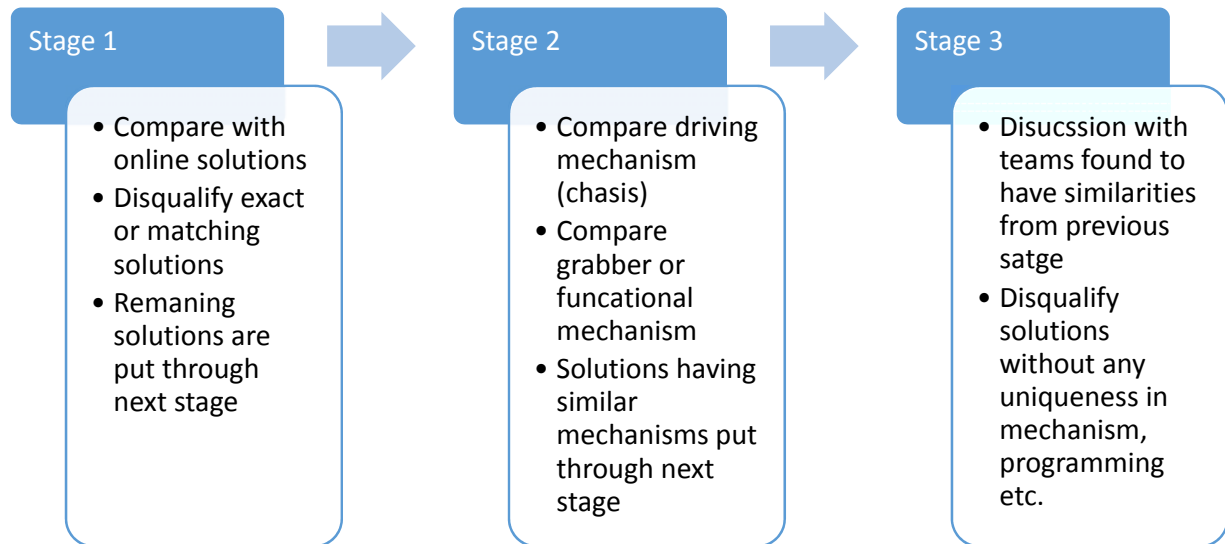 Stage 1
• Compare with
online solutions
• Disqualify exact
or matching
solutions
• Remaning
solutions are
put through
next stage
Stage 2
• Compare driving
mechanism
(chasis)
• Compare
grabber or
funcational
mechanism
• Solutions having
similar
mechanisms put
through next
stage
Stage 3
• Disucssion with
teams found to
have similarities
from previous
satge
• Disqualify
solutions
without any
uniqueness in
mechanism,
programming
etc.